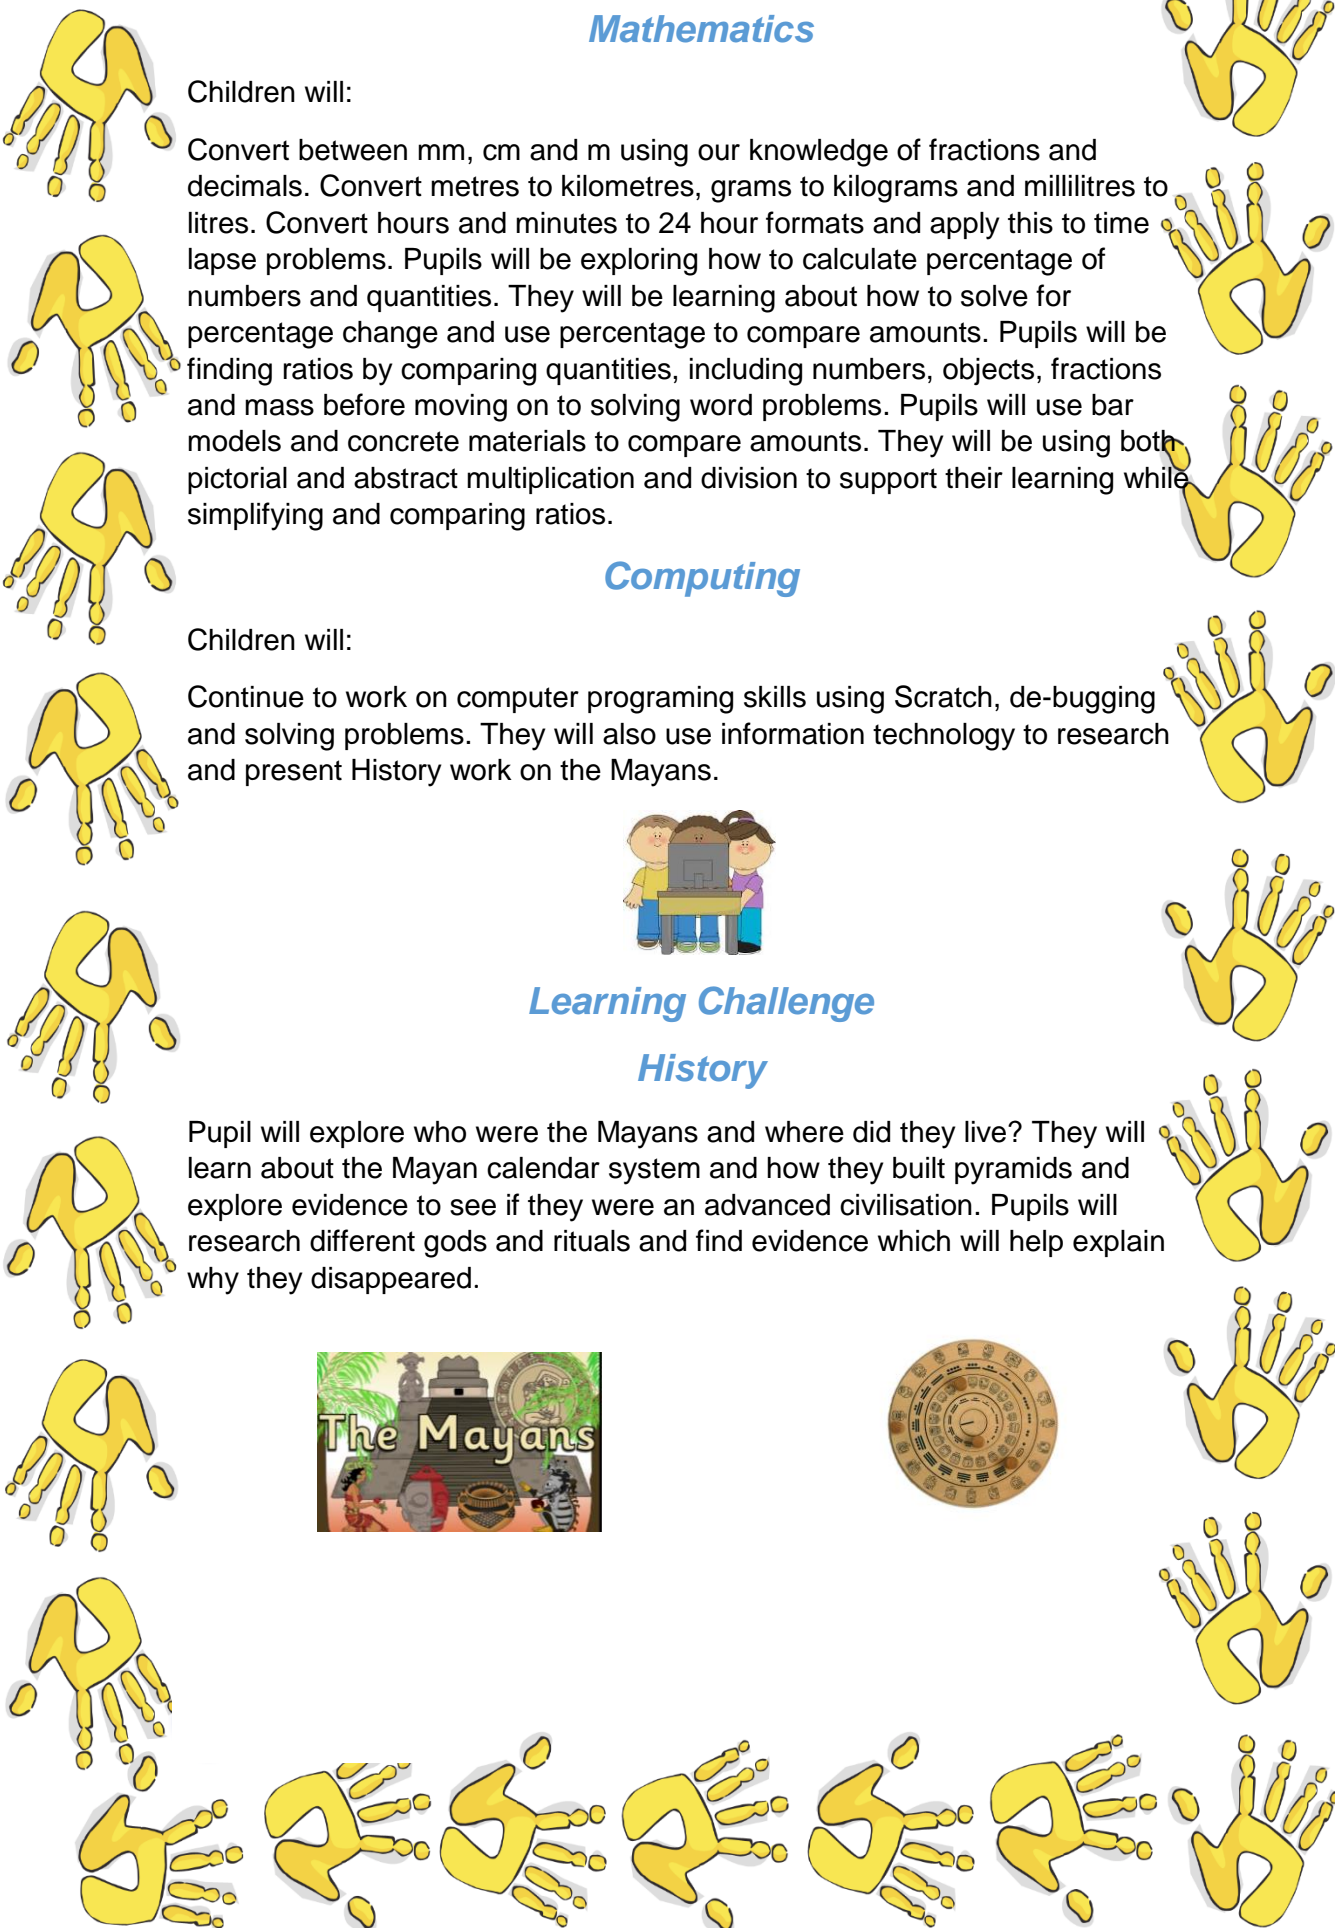 Mathematics
Children will:
Convert between mm, cm and m using our knowledge of fractions and
decimals. Convert metres to kilometres, grams to kilograms and millilitres to
litres. Convert hours and minutes to 24 hour formats and apply this to time
lapse problems. Pupils will be exploring how to calculate percentage of
numbers and quantities. They will be learning about how to solve for
percentage change and use percentage to compare amounts. Pupils will be
finding ratios by comparing quantities, including numbers, objects, fractions
and mass before moving on to solving word problems. Pupils will use bar
models and concrete materials to compare amounts. They will be using both
pictorial and abstract multiplication and division to support their learning while
simplifying and comparing ratios.
Computing
Children will:
Continue to work on computer programing skills using Scratch, de-bugging
and solving problems. They will also use information technology to research
and present History work on the Mayans.
Learning Challenge
History
Pupil will explore who were the Mayans and where did they live? They will
learn about the Mayan calendar system and how they built pyramids and
explore evidence to see if they were an advanced civilisation. Pupils will
research different gods and rituals and find evidence which will help explain
why they disappeared.
The Mayans